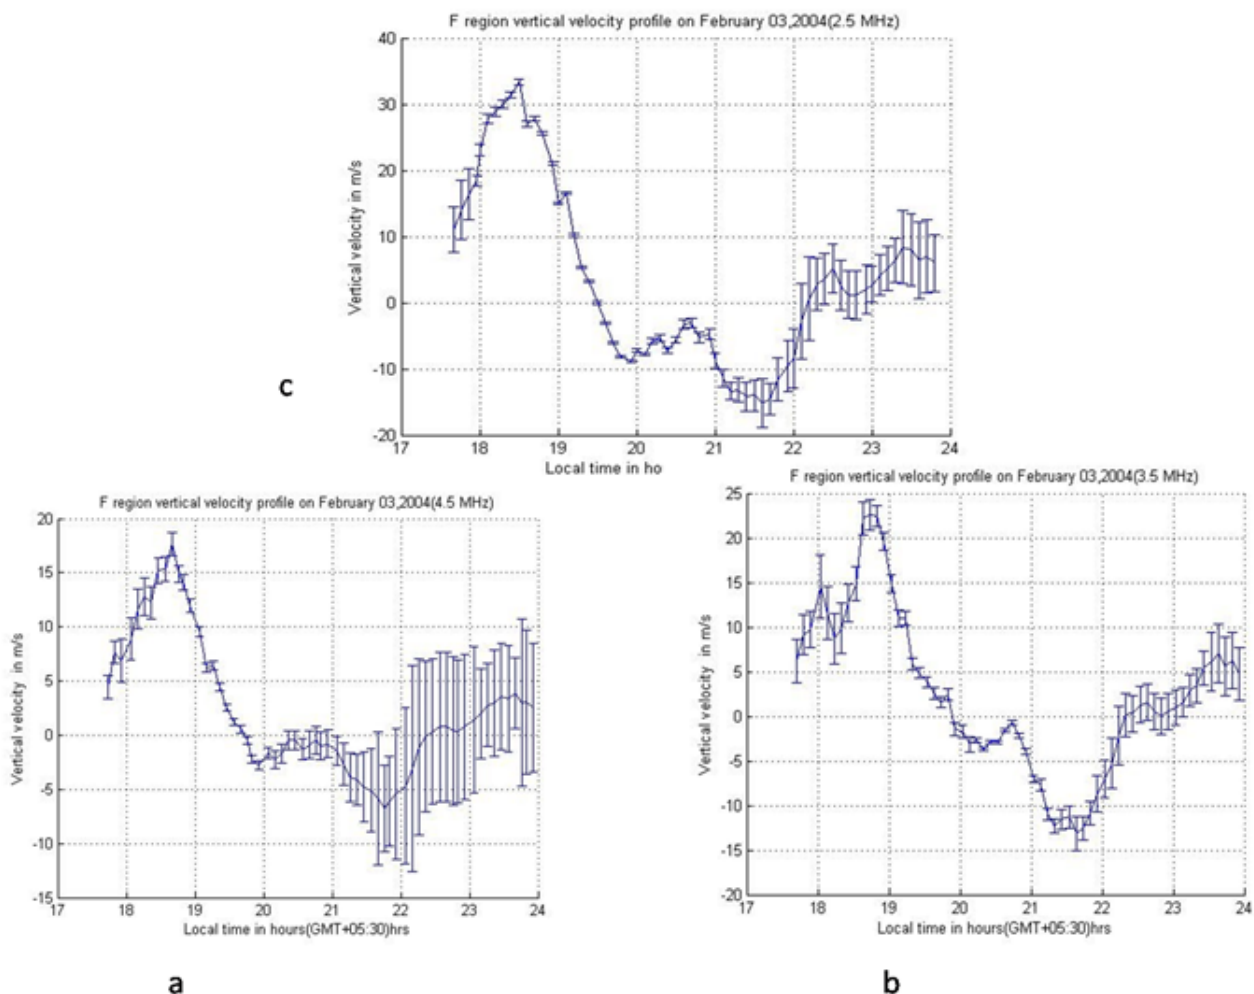 F region vertical velocity profile on February 03,2004(2.5 MHz)
40
30
20
10
0
-10
-20
Vertical velocity in m/s
17 18 19 20 21 22 23 24
Local time in ho
c
F region vertical velocity profile on February 03,2004(4.5 MHz)
20
15
10
5
0
-5
-10
-15
Vertical velocity in m/s
17 18 19 20 21 22 23 24
Local time in hours(GMT+05:30)hrs
a
F region vertical velocity profile on February 03,2004(3.5 MHz)
25
20
15
10
5
0
-5
-10
-15
-20
Vertical velocity in m/s
17 18 19 20 21 22 23 24
Local time in hours(GMT+05:30)hrs
b